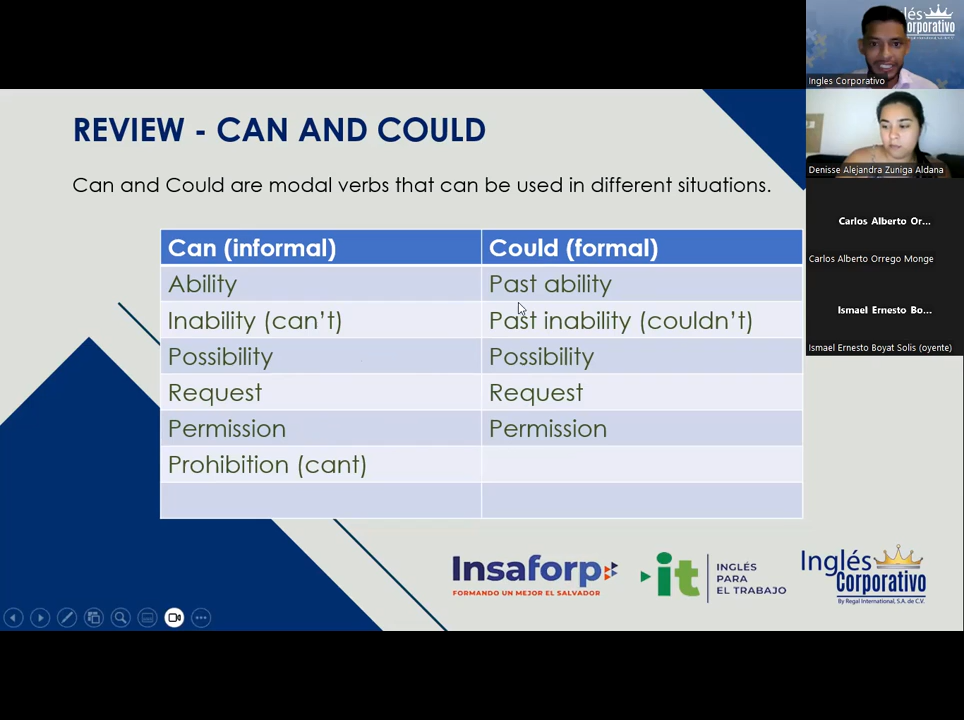 REVIEW - CAN AND COULD
Can and Could are modal verbs that can be used in different situations.
Can (informal) Could (formal)
Ability Past ability
Inability (can't) Past inability (couldn't)
Possibility Possibility
Request Request
Permission Permission
Prohibition (cant)
Insaforp
FORMANDO UN MEJOR EL SALVADOR
it
INGLÉS
PARA
EL TRABAJO
Inglés
Corporativo
By Regal International, S.A. de C.V.
lés
orporativo
Ingles Corporativo
Denisse Alejandra Zuniga Aldana
Carlos Alberto Or...
Carlos Alberto Orrego Monge
Ismael Ernesto Bo...
Ismael Ernesto Boyat Solis (oyente)